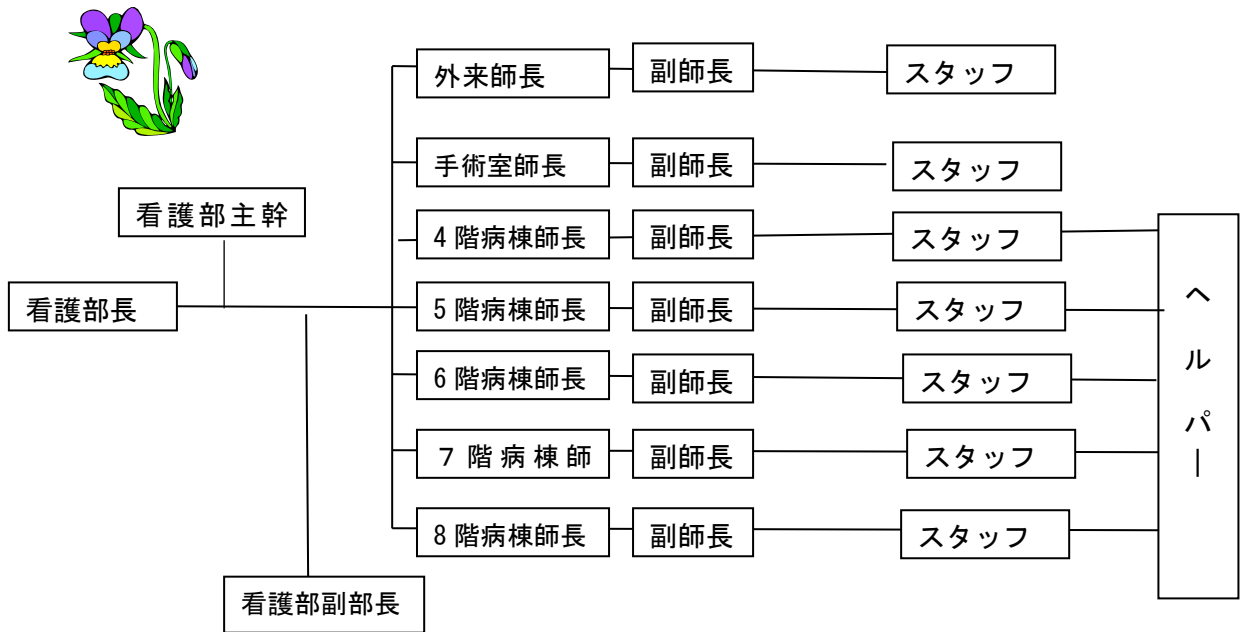 外来師長 副師長 スタッフ
手術室師長 副師長 スタッフ
看護部主幹
4階病棟師長 副師長 スタッフ
看護部長
5階病棟師長 副師長 スタッフ
ヘルパー
6階病棟師長 副師長 スタッフ
7階病棟師 副師長 スタッフ
8階病棟師長 副師長 スタッフ
看護部副部長